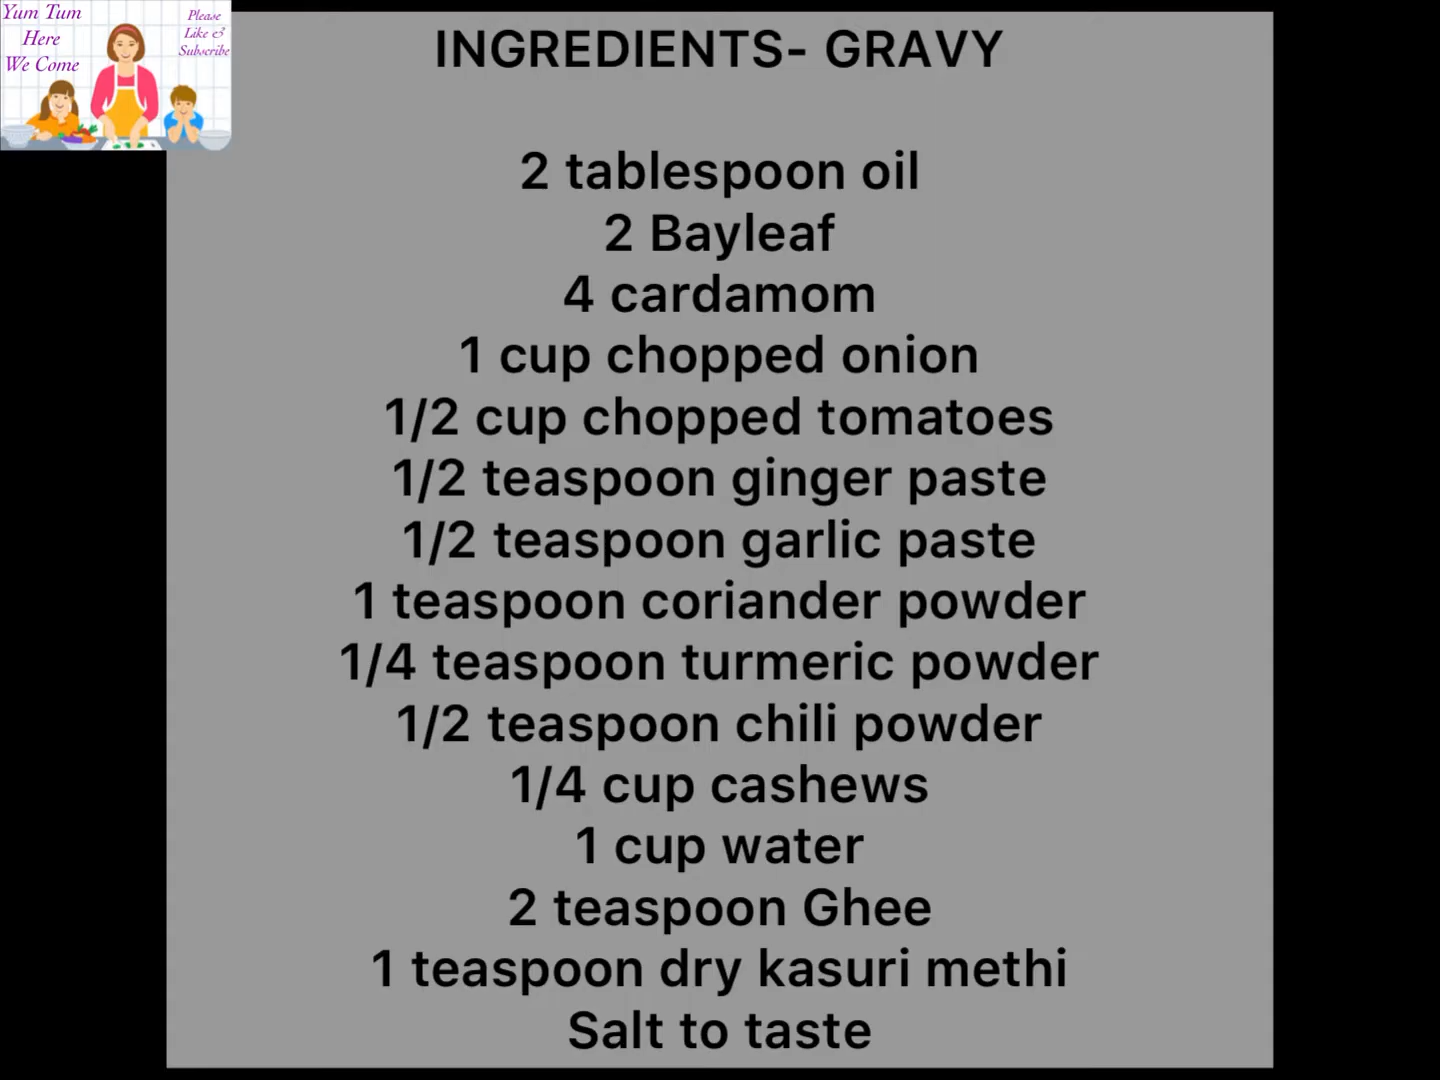 Yum Tum
Here
We Come
Please
Like &
Subscribe
INGREDIENTS- GRAVY
2 tablespoon oil
2 Bayleaf
4 cardamom
1 cup chopped onion
1/2 cup chopped tomatoes
1/2 teaspoon ginger paste
1/2 teaspoon garlic paste
1 teaspoon coriander powder
1/4 teaspoon turmeric powder
1/2 teaspoon chili powder
1/4 cup cashews
1 cup water
2 teaspoon Ghee
1 teaspoon dry kasuri methi
Salt to taste